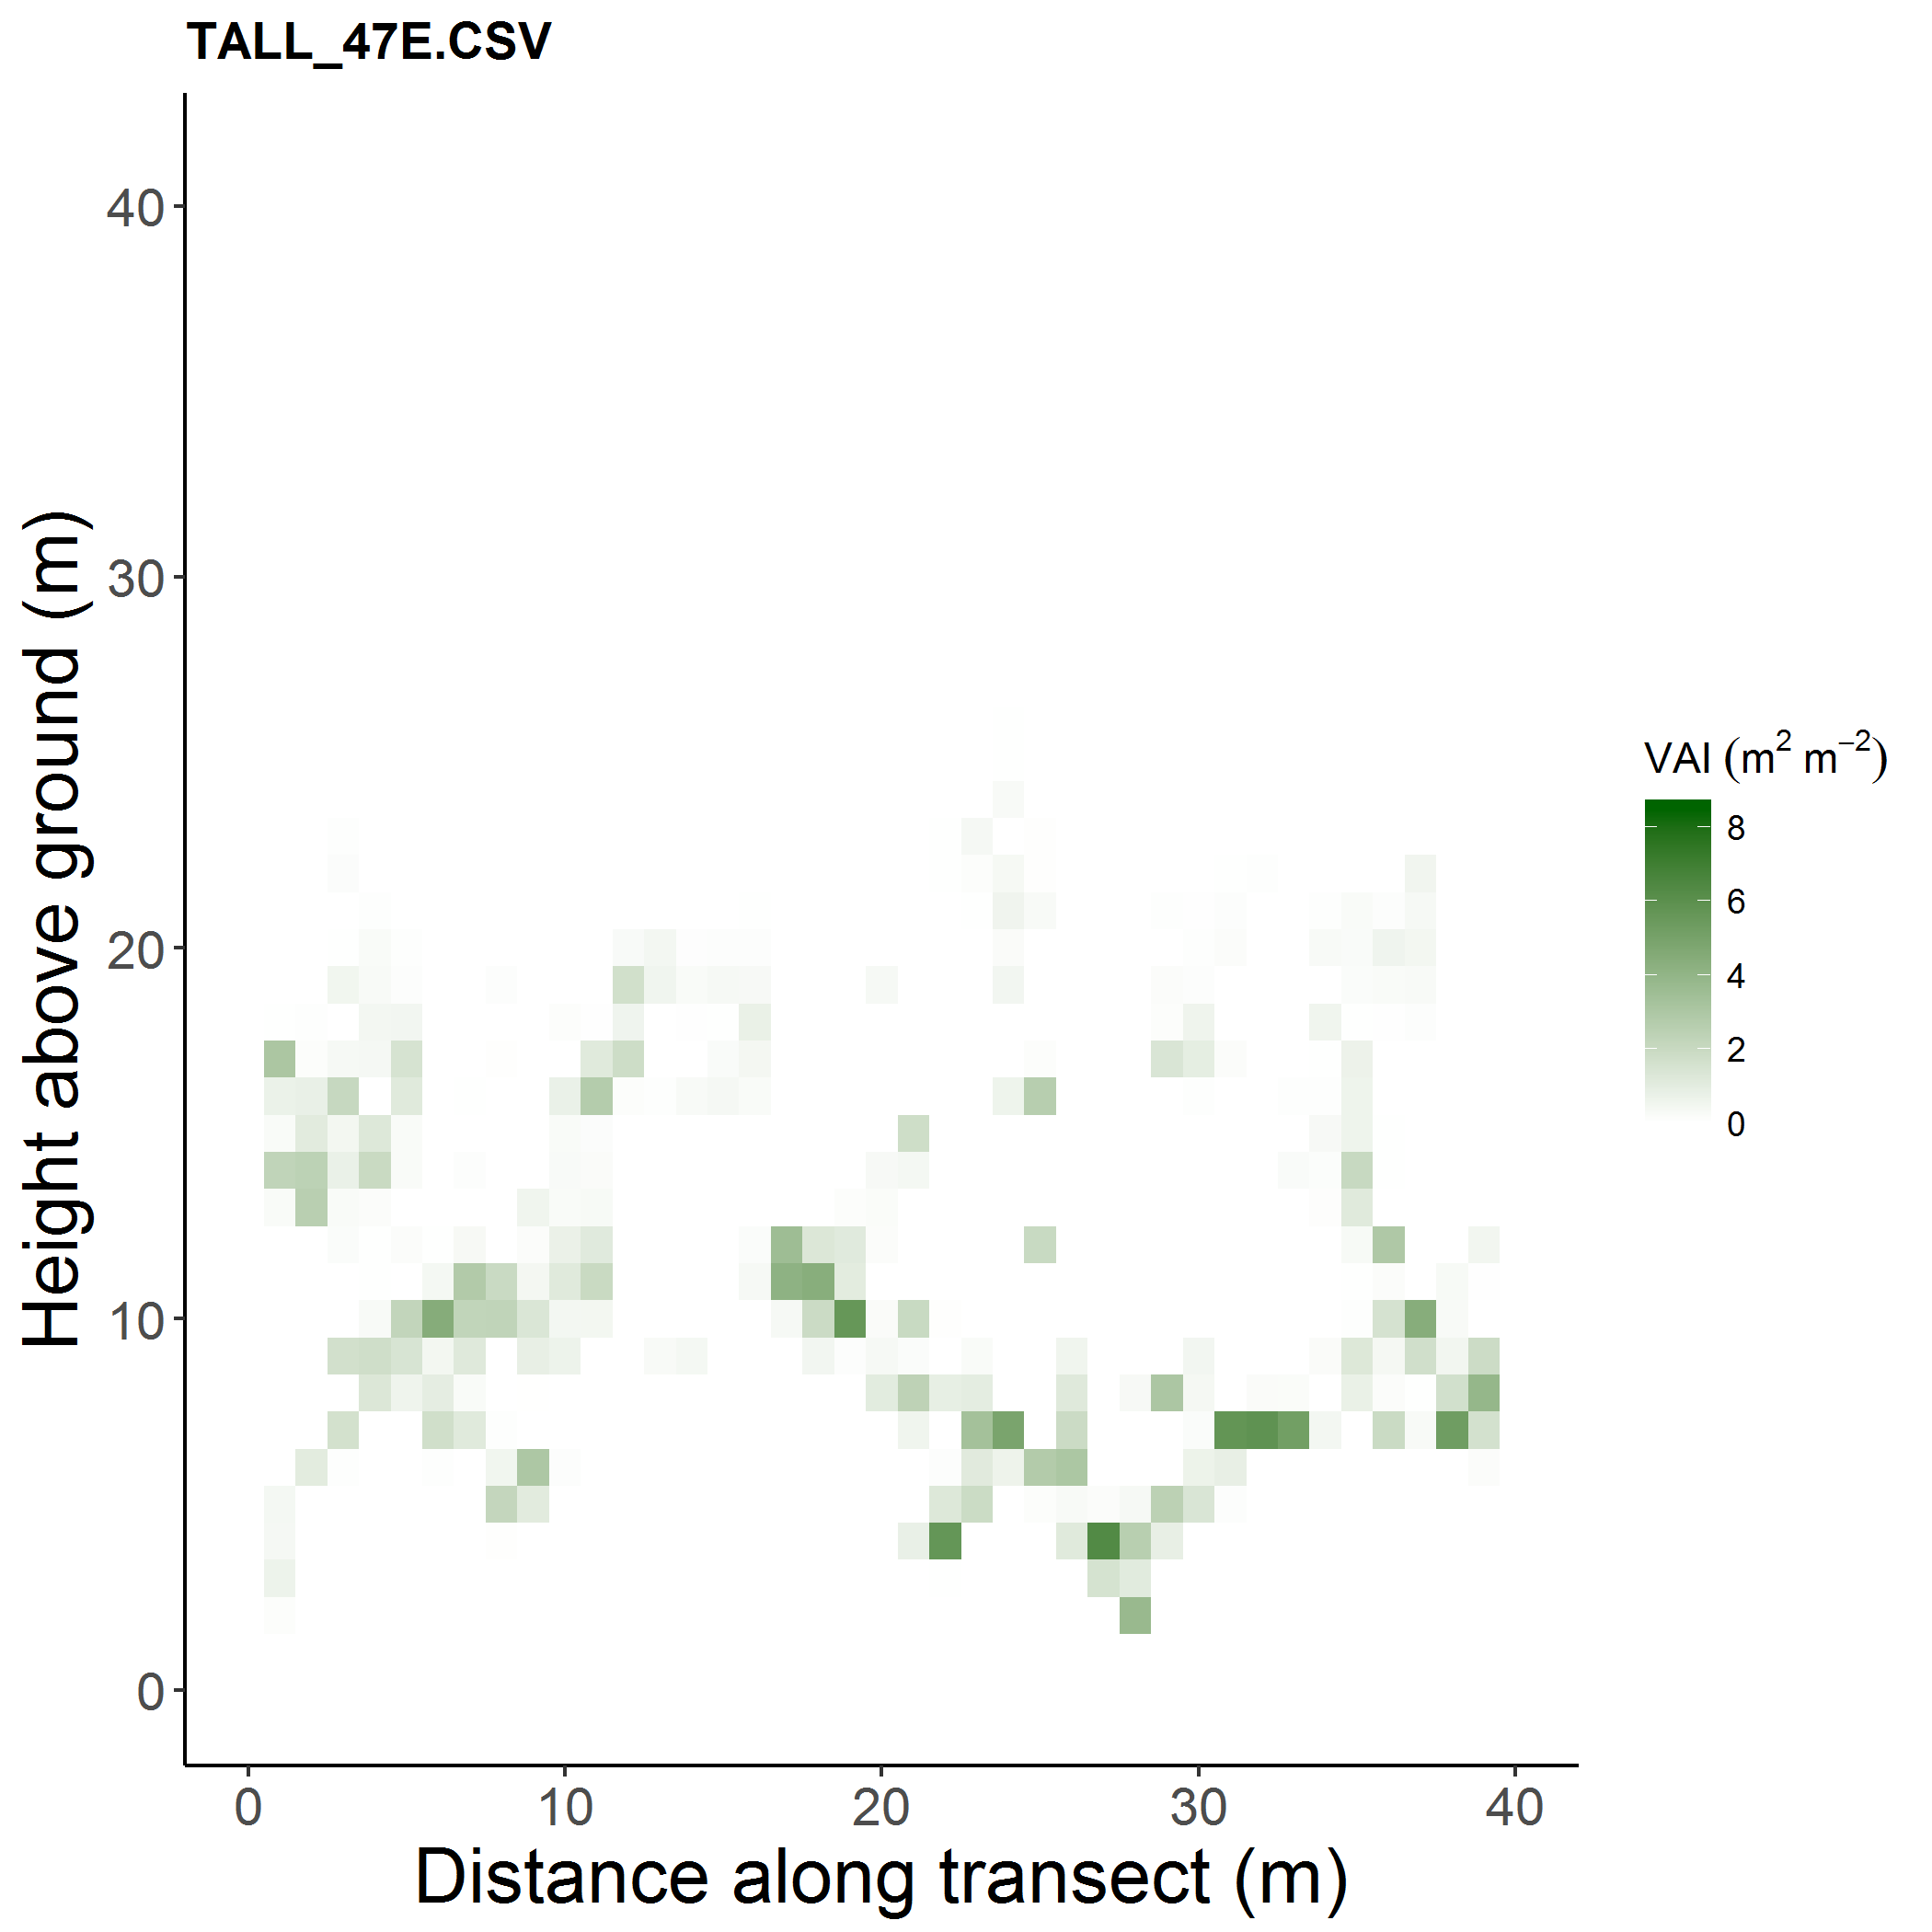 TALL_47E.CSV
Height above ground (m)
40
30
20
10
0
0 10 20 30 40
Distance along transect (m)
VAI (m² m⁻²)
8
6
4
2
0